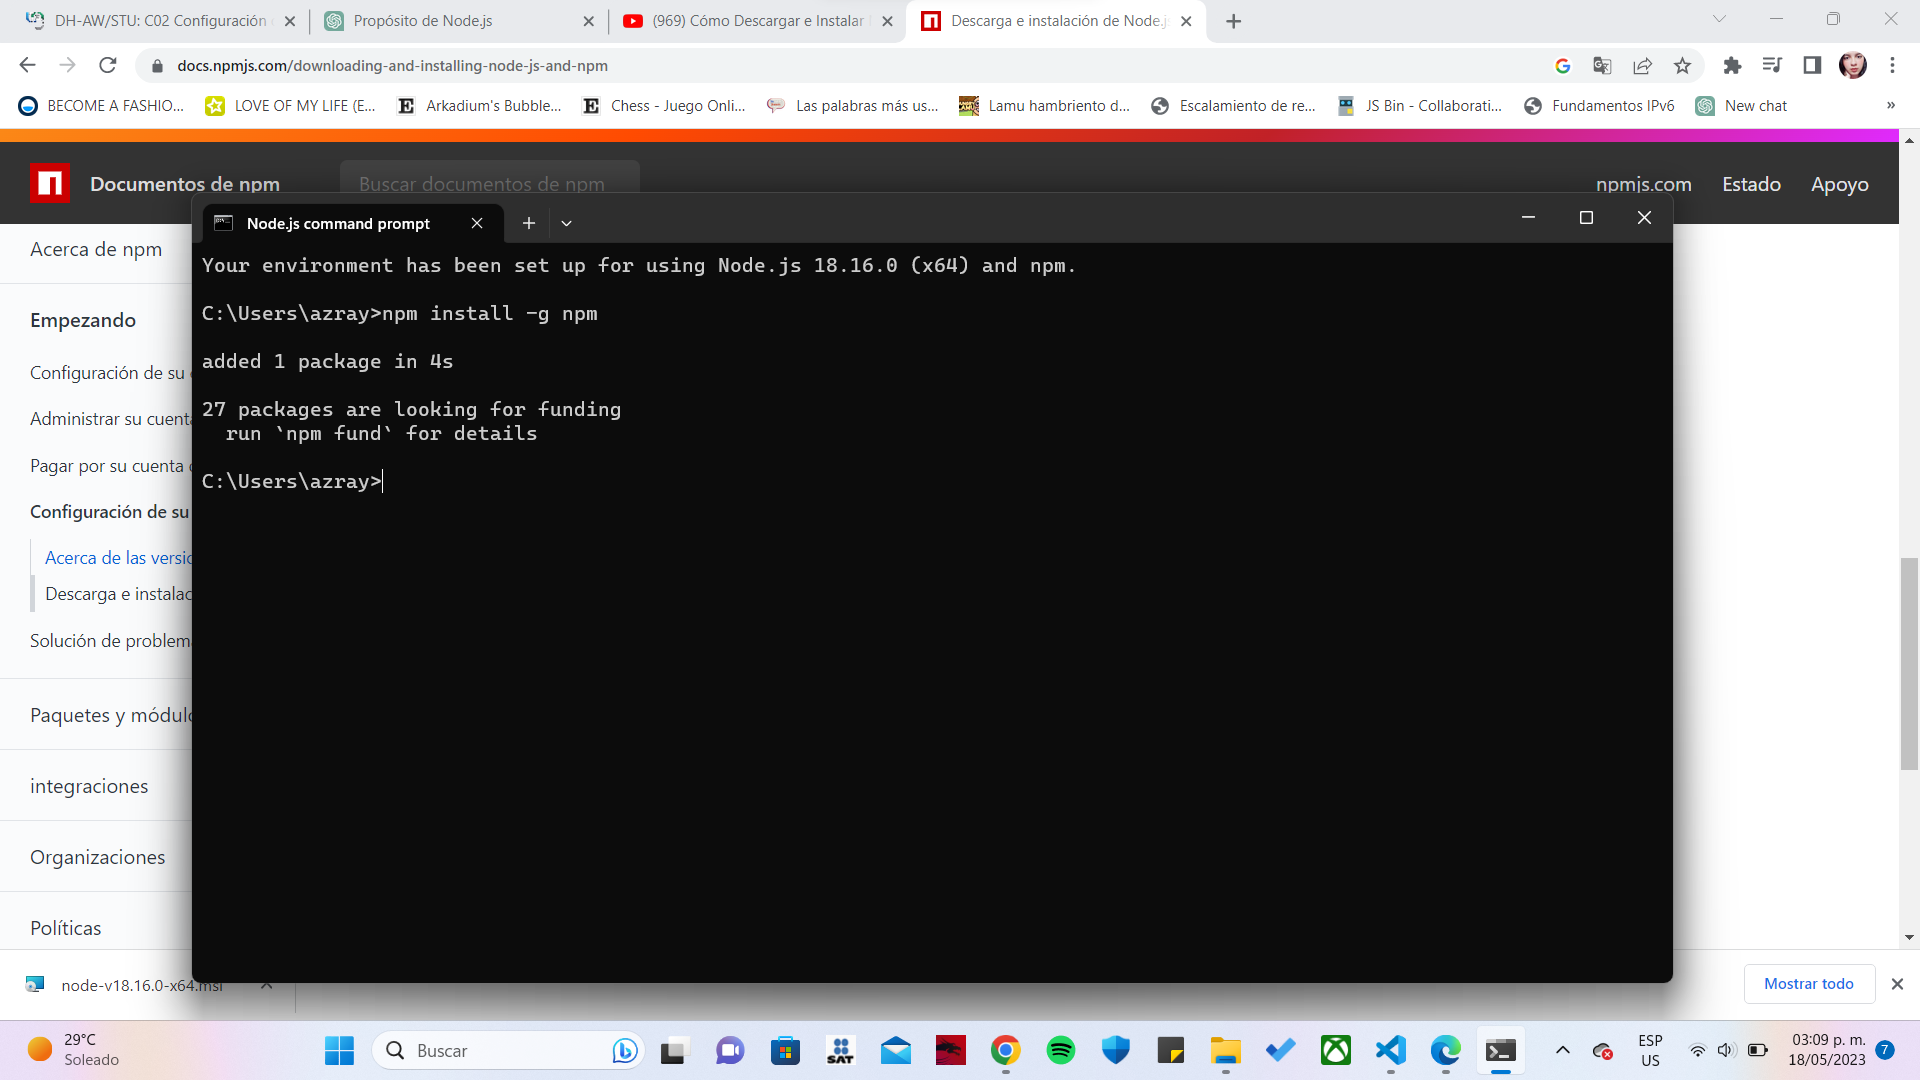 DH-AW/STU: C02 Configuración
Propósito de Node.js
(969) Cómo Descargar e Instalar
Descarga e instalación de Node.j
docs.npmjs.com/downloading-and-installing-node-js-and-npm
BECOME A FASHIO...
LOVE OF MY LIFE (E...
Arkadium's Bubble...
Chess - Juego Onli...
Las palabras más us...
Lamu hambriento d...
Escalamiento de re...
JS Bin - Collaborati...
Fundamentos IPv6
New chat
»
Documentos de npm
Buscar documentos de npm
npmjs.com
Estado
Apoyo
Node.js command prompt
Your environment has been set up for using Node.js 18.16.0 (x64) and npm.
C:\Users\azray>npm install -g npm
added 1 package in 4s
27 packages are looking for funding
run `npm fund` for details
C:\Users\azray>
Acerca de npm
Empezando
Configuración de su
Administrar su cuenta
Pagar por su cuenta
Configuración de su
Acerca de las versio
Descarga e instalac
Solución de problema
Paquetes y módulo
integraciones
Organizaciones
Políticas
node-v18.16.0-x64.msi
Mostrar todo
29°C
Soleado
Buscar
SAT
ESP
US
03:09 p. m.
18/05/2023
7